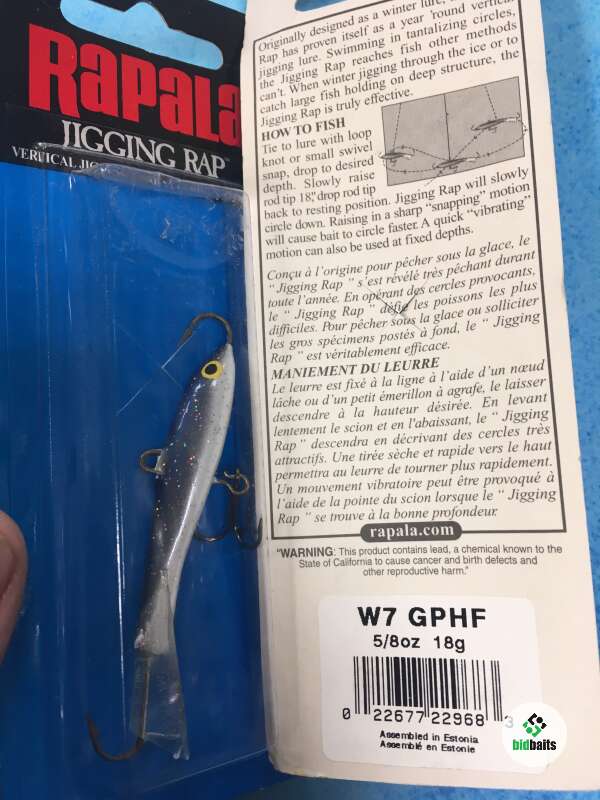 RAPALA
JIGGING RAP™
VERTICAL JIG
Originally designed as a winter lure,
Rap has proven itself as a year 'round vertical
jigging lure. Swimming in tantalizing circles,
the Jigging Rap reaches fish other methods
can't. When winter jigging through the ice or to
catch large fish holding on deep structure, the
Jigging Rap is truly effective.
HOW TO FISH
Tie to lure with loop
knot or small swivel
snap, drop to desired
depth. Slowly raise
rod tip 18", drop rod tip
back to resting position. Jigging Rap will slowly
circle down. Raising in a sharp "snapping" motion
will cause bait to circle faster. A quick "vibrating"
motion can also be used at fixed depths.
Conçu à l'origine pour pêcher sous la glace, le
" Jigging Rap " s'est révélé très pêchant durant
toute l'année. En opérant des cercles provocants,
le " Jigging Rap " défie les poissons les plus
difficiles. Pour pêcher sous la glace ou solliciter
les gros spécimens postés à fond, le " Jigging
Rap " est véritablement efficace.
MANIEMENT DU LEURRE
Le leurre est fixé à la ligne à l'aide d'un nœud
lâche ou d'un petit émerillon à agrafe, le laisser
descendre à la hauteur désirée. En levant
lentement le scion et en l'abaissant, le " Jigging
Rap " descendra en décrivant des cercles très
attractifs. Une tirée sèche et rapide vers le haut
permettra au leurre de tourner plus rapidement.
Un mouvement vibratoire peut être provoqué à
l'aide de la pointe du scion lorsque le " Jigging
Rap " se trouve à la bonne profondeur.
rapala.com
"WARNING: This product contains lead, a chemical known to the
State of California to cause cancer and birth defects and
other reproductive harm."
W7 GPHF
5/8oz 18g
0 22677 22968 3
Assembled in Estonia
Assemblé en Estonie
bidbaits